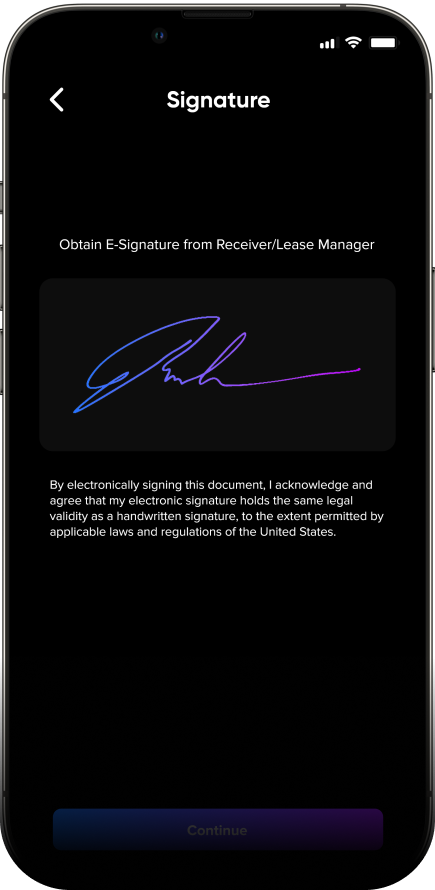 Signature
Obtain E-Signature from Receiver/Lease Manager
By electronically signing this document, I acknowledge and
agree that my electronic signature holds the same legal
validity as a handwritten signature, to the extent permitted by
applicable laws and regulations of the United States.
Continue